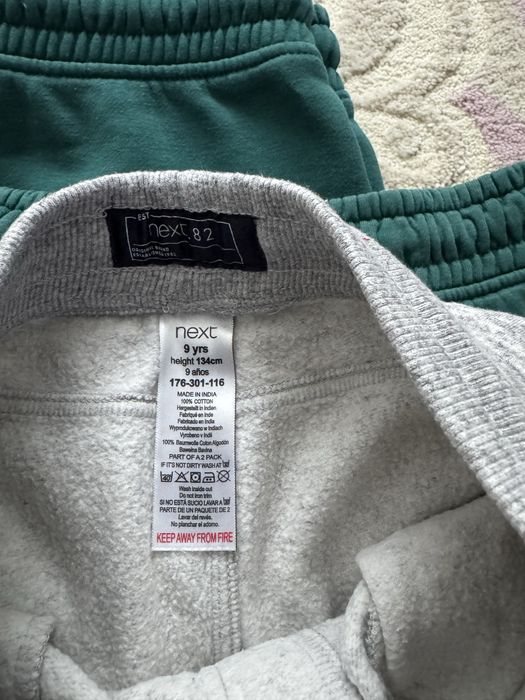 EST
next.82
ORIGINAL BRAND
ESTABLISHED 1982
next
9 yrs
height 134cm
9 años
176-301-116
MADE IN INDIA
100% COTTON
Hergestellt in Indien
Fabriqué en Inde
Fabricado en India
Wyprodukowano w Indiach
Vyrobeno v Indii
100% Baumwolle Coton Algodón
Bawełna Bavlna
PART OF A 2 PACK
IF IT'S NOT DIRTY WASH AT
Wash inside out
Do not iron trim
SI NO ESTÁ SUCIO LAVAR A
PARTE DE UN PAQUETE DE 2
Lavar del revés.
No planchar el adorno.
KEEP AWAY FROM FIRE